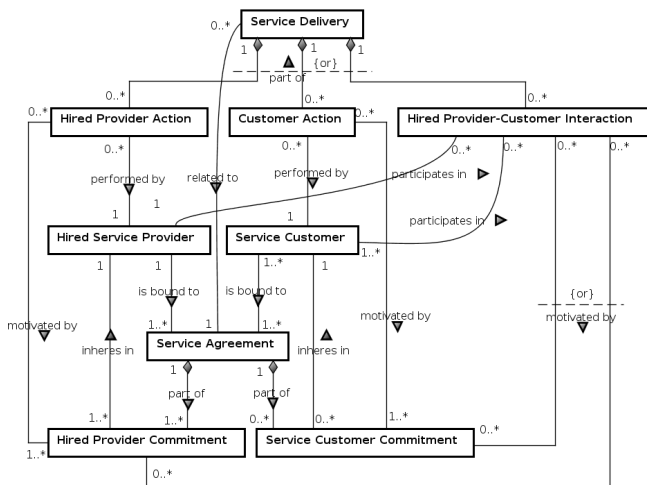 Service Delivery
0..*
1
1
1
{or}
part of
0..*
0..*
0..*
0..*
0..*
Hired Provider Action
Customer Action
Hired Provider-Customer Interaction
0..*
0..*
0..*
0..*
0..*
0..*
performed by
related to
performed by
participates in
1
1
1
participates in
Hired Service Provider
Service Customer
1..*
1
1
1..*
1
is bound to
is bound to
{or}
motivated by
1..*
1
1..*
motivated by
motivated by
Service Agreement
inheres in
inheres in
1
1
part of
part of
1..*
1..*
0..*
0..*
1..*
Hired Provider Commitment
Service Customer Commitment
0..*
1..*
0..*